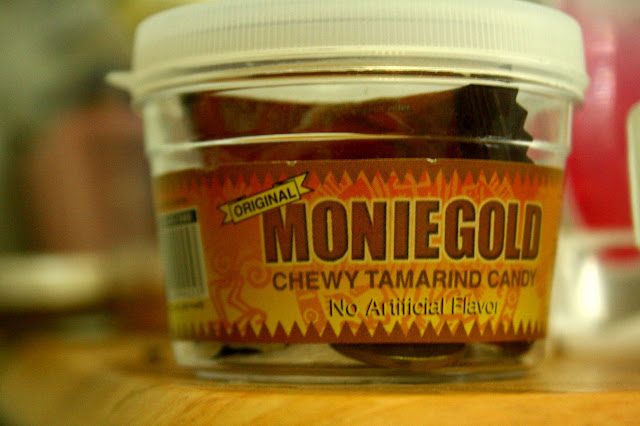 ORIGINAL
MONIEGOLD
CHEWY TAMARIND CANDY
No Artificial Flavor